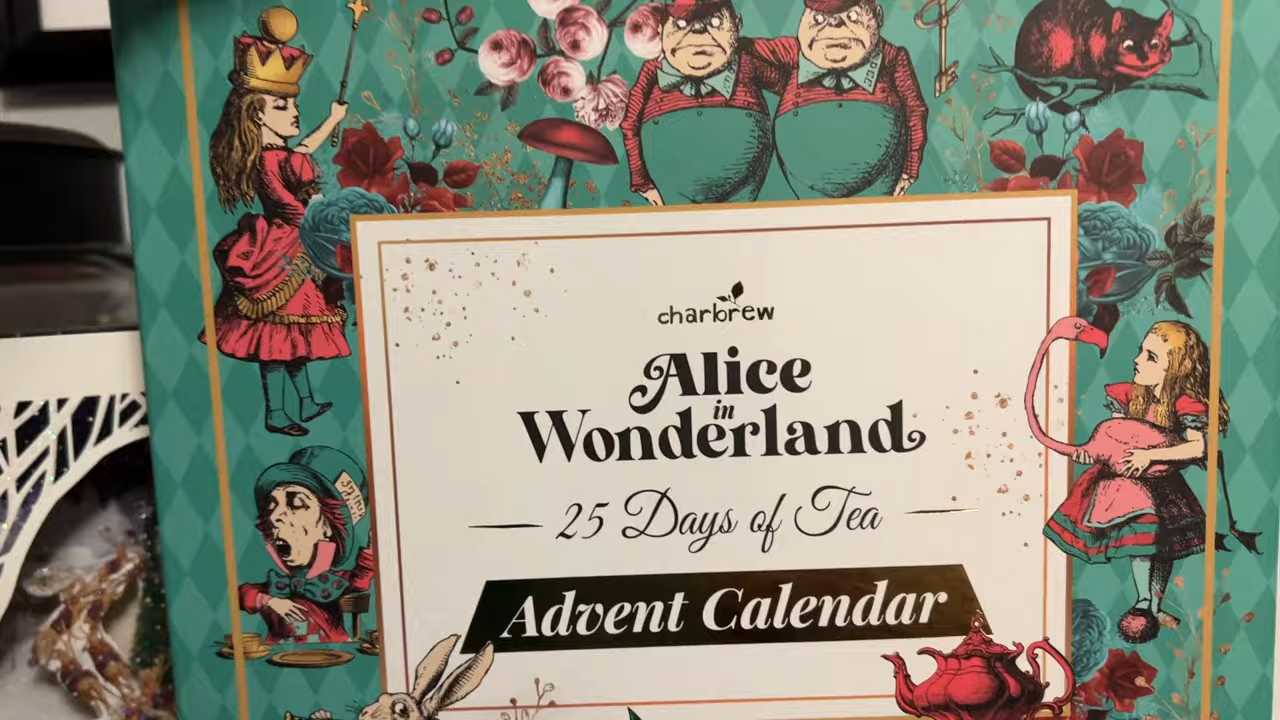 charbrew
Alice
in
Wonderland
25 Days of Tea
Advent Calendar